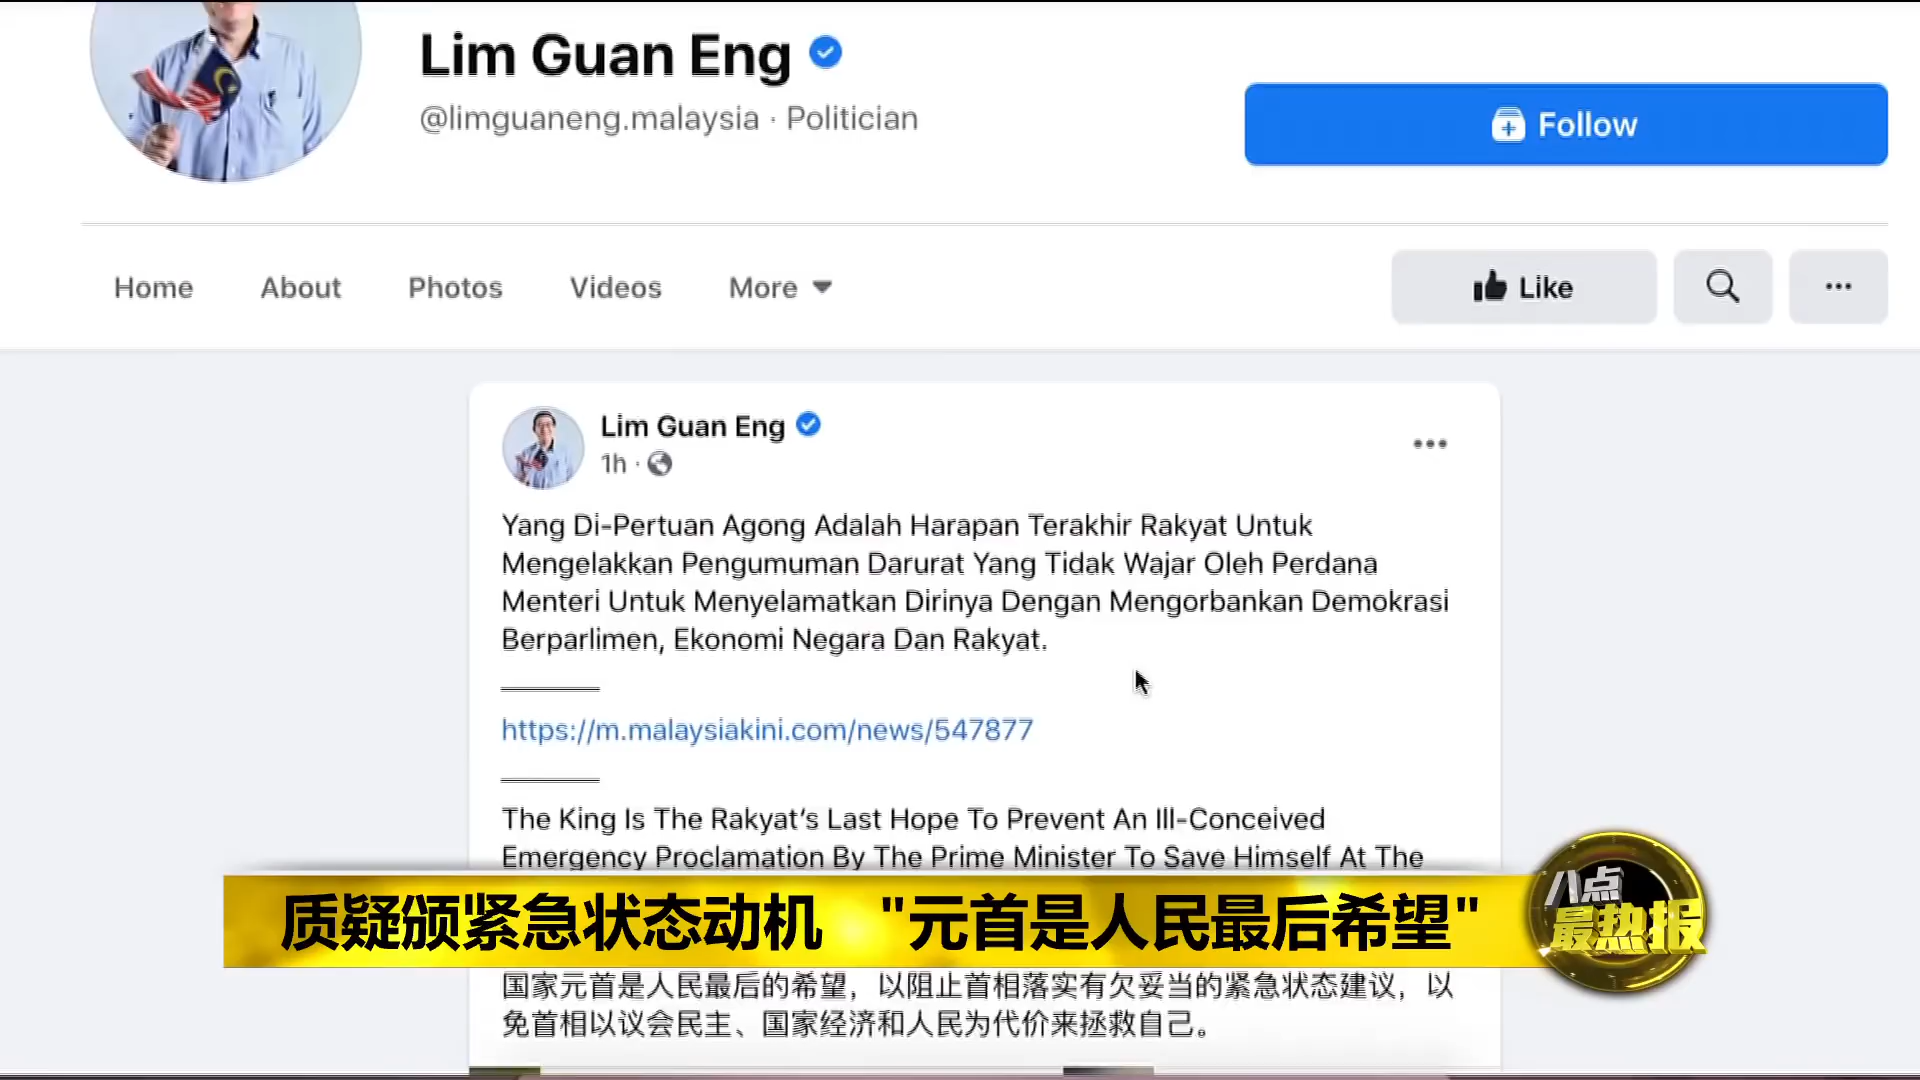 Lim Guan Eng
@limguaneng.malaysia · Politician
Follow
Home
About
Photos
Videos
More
Like
Lim Guan Eng
1h ·
Yang Di-Pertuan Agong Adalah Harapan Terakhir Rakyat Untuk
Mengelakkan Pengumuman Darurat Yang Tidak Wajar Oleh Perdana
Menteri Untuk Menyelamatkan Dirinya Dengan Mengorbankan Demokrasi
Berparlimen, Ekonomi Negara Dan Rakyat.
https://m.malaysiakini.com/news/547877
The King Is The Rakyat’s Last Hope To Prevent An Ill-Conceived
Emergency Proclamation By The Prime Minister To Save Himself At The
质疑颁紧急状态动机 "元首是人民最后希望"
八点
最热报
国家元首是人民最后的希望，以阻止首相落实有欠妥当的紧急状态建议，以
免首相以议会民主、国家经济和人民为代价来拯救自己。